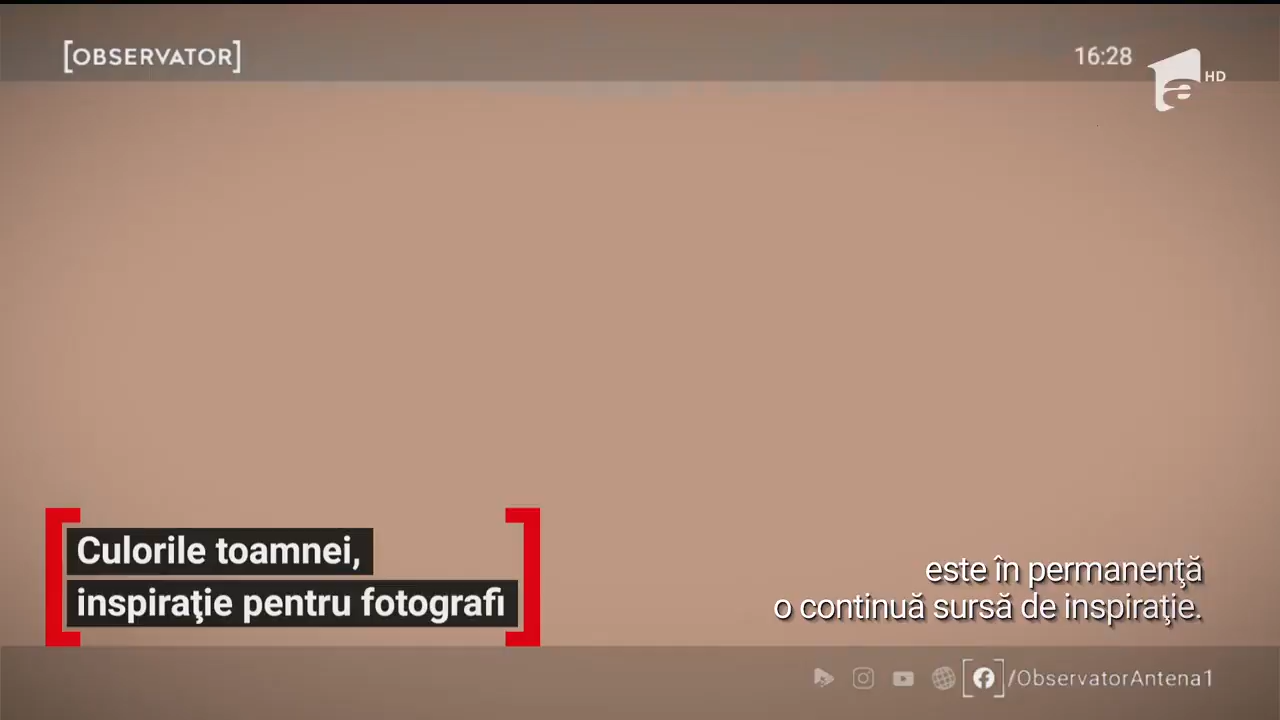 [OBSERVATOR]
16:28
HD
Culorile toamnei,
inspiraţie pentru fotografi
este în permanenţă
o continuă sursă de inspiraţie.
/ObservatorAntena1